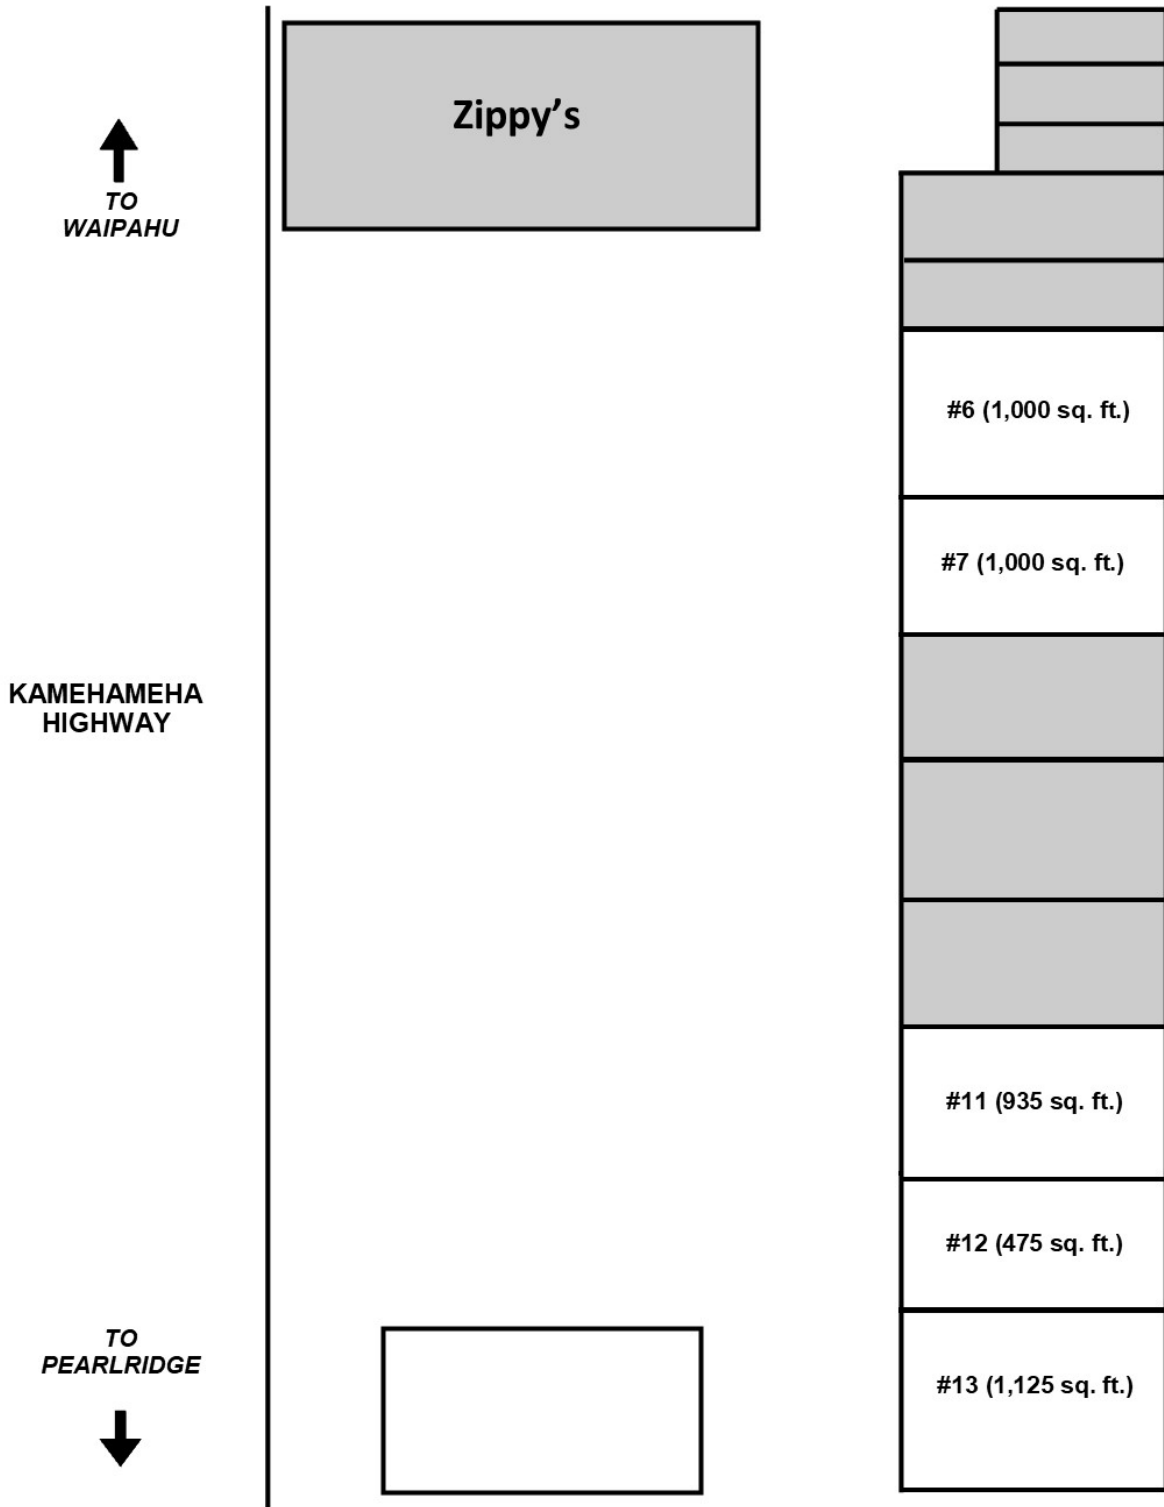 Zippy's
TO
WAIPAHU
#6 (1,000 sq. ft.)
#7 (1,000 sq. ft.)
KAMEHAMEHA
HIGHWAY
#11 (935 sq. ft.)
#12 (475 sq. ft.)
TO
PEARLRIDGE
#13 (1,125 sq. ft.)